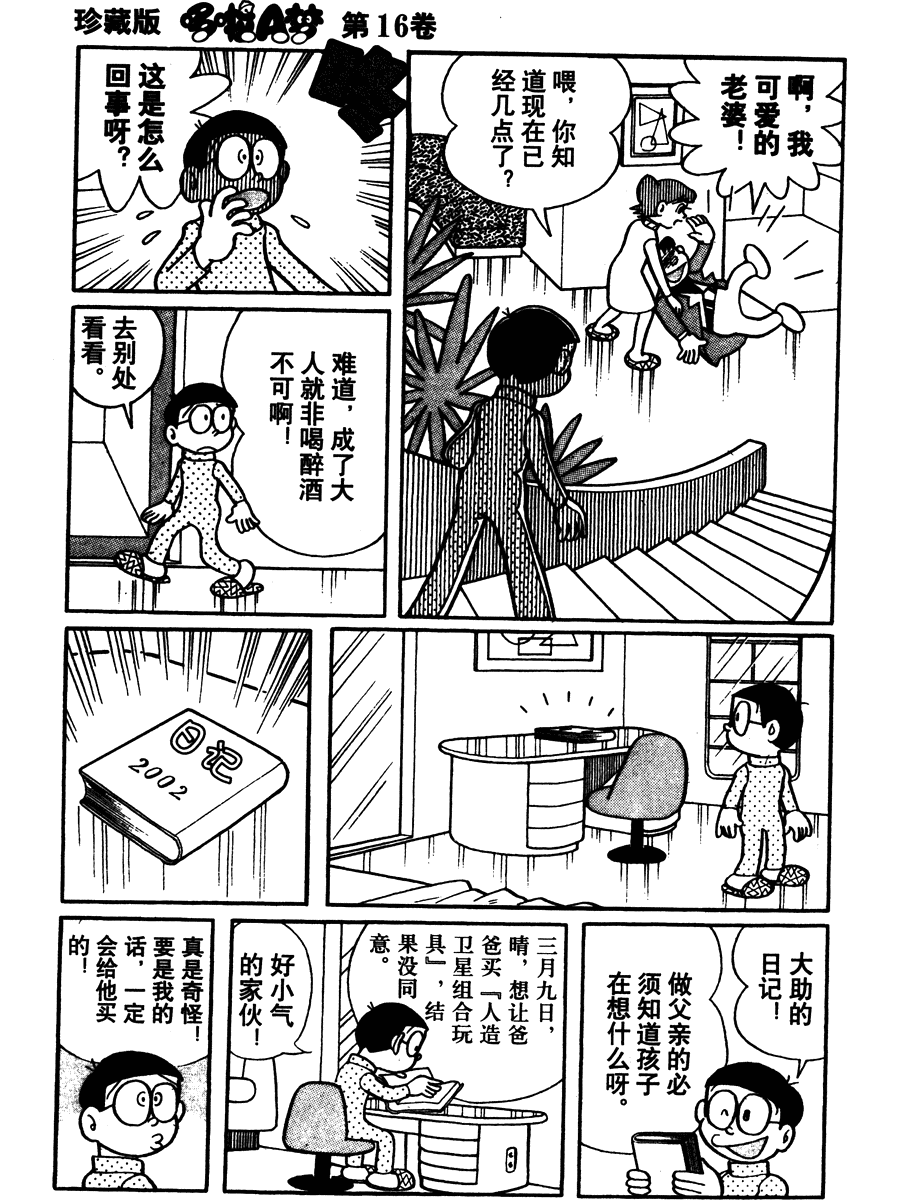 珍藏版 哆啦A梦 第16卷
啊，我
可爱的
老婆！
喂，你知
道现在已
经几点了？
这是怎么
回事呀？
难道，成了大
人就非喝醉酒
不可啊！
去别处
看看。
日记
2002
大助的
日记！
做父亲的必
须知道孩子
在想什么呀。
三月九日，
晴，想让爸
爸买『人造
卫星组合玩
具』，结
果没同
意。
好小气
的家伙！
真是奇怪！
要是我的
话，一定
会给他买
的！